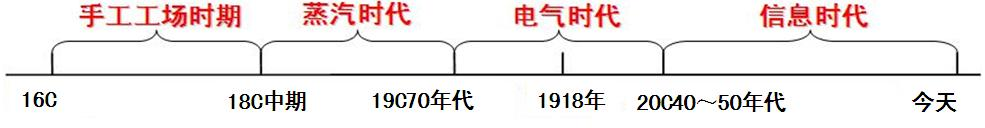 手工工场时期 蒸汽时代 电气时代 信息时代
16C 18C中期 19C70年代 1918年 20C40～50年代 今天